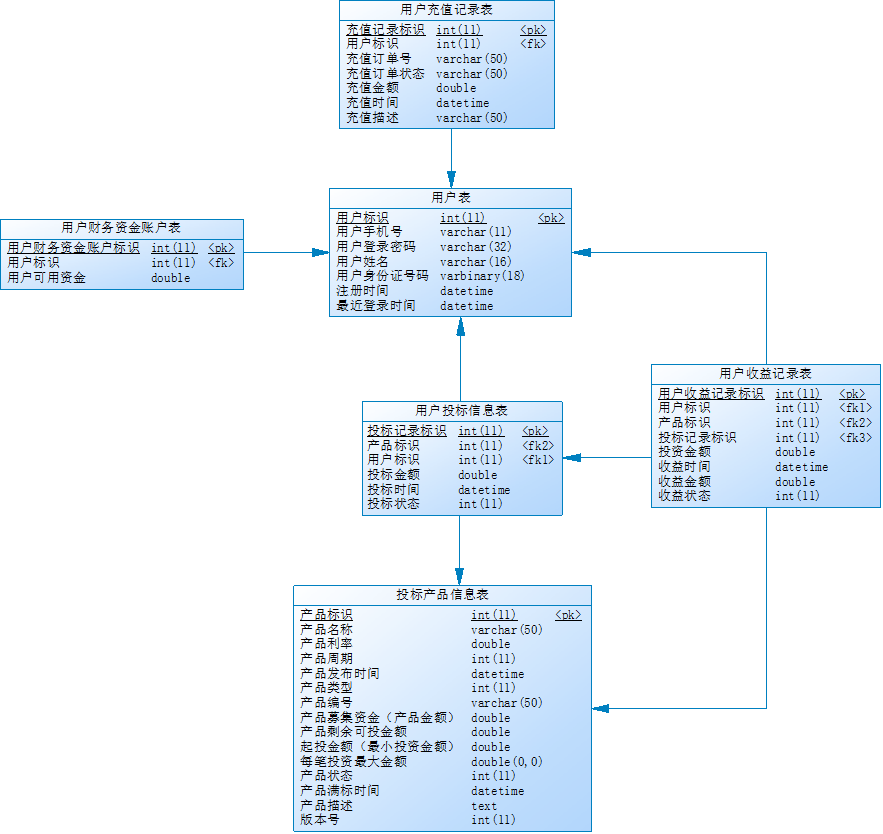 用户充值记录表
充值记录标识 int(11) <pk>
用户标识 int(11) <fk>
充值订单号 varchar(50)
充值订单状态 varchar(50)
充值金额 double
充值时间 datetime
充值描述 varchar(50)
用户表
用户标识 int(11) <pk>
用户手机号 varchar(11)
用户登录密码 varchar(32)
用户姓名 varchar(16)
用户身份证号码 varbinary(18)
注册时间 datetime
最近登录时间 datetime
用户财务资金账户表
用户财务资金账户标识 int(11) <pk>
用户标识 int(11) <fk>
用户可用资金 double
用户收益记录表
用户收益记录标识 int(11) <pk>
用户标识 int(11) <fk1>
产品标识 int(11) <fk2>
投标记录标识 int(11) <fk3>
投资金额 double
收益时间 datetime
收益金额 double
收益状态 int(11)
用户投标信息表
投标记录标识 int(11) <pk>
产品标识 int(11) <fk2>
用户标识 int(11) <fk1>
投标金额 double
投标时间 datetime
投标状态 int(11)
投标产品信息表
产品标识 int(11) <pk>
产品名称 varchar(50)
产品利率 double
产品周期 int(11)
产品发布时间 datetime
产品类型 int(11)
产品编号 varchar(50)
产品募集资金（产品金额） double
产品剩余可投金额 double
起投金额（最小投资金额） double
每笔投资最大金额 double(0,0)
产品状态 int(11)
产品满标时间 datetime
产品描述 text
版本号 int(11)